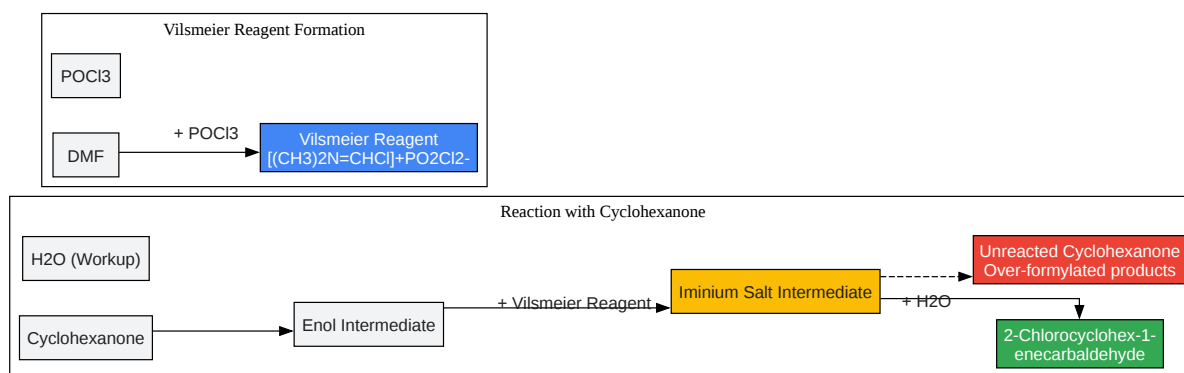 Vilsmeier Reagent Formation
POCl3
DMF
+ POCl3
Vilsmeier Reagent
[(CH3)2N=CHCl]+PO2Cl2-
Reaction with Cyclohexanone
H2O (Workup)
Cyclohexanone
Enol Intermediate
+ Vilsmeier Reagent
Iminium Salt Intermediate
Unreacted Cyclohexanone
Over-formylated products
+ H2O
2-Chlorocyclohex-1-
enecarbaldehyde